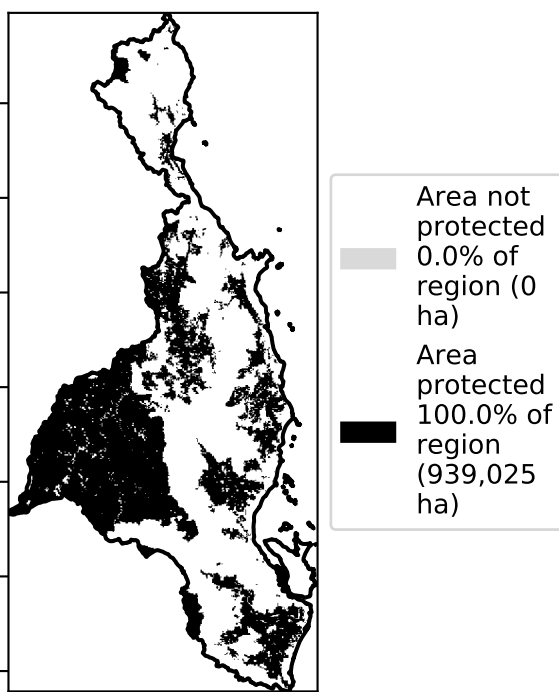 Area not
protected
0.0% of
region (0
ha)
Area
protected
100.0% of
region
(939,025
ha)